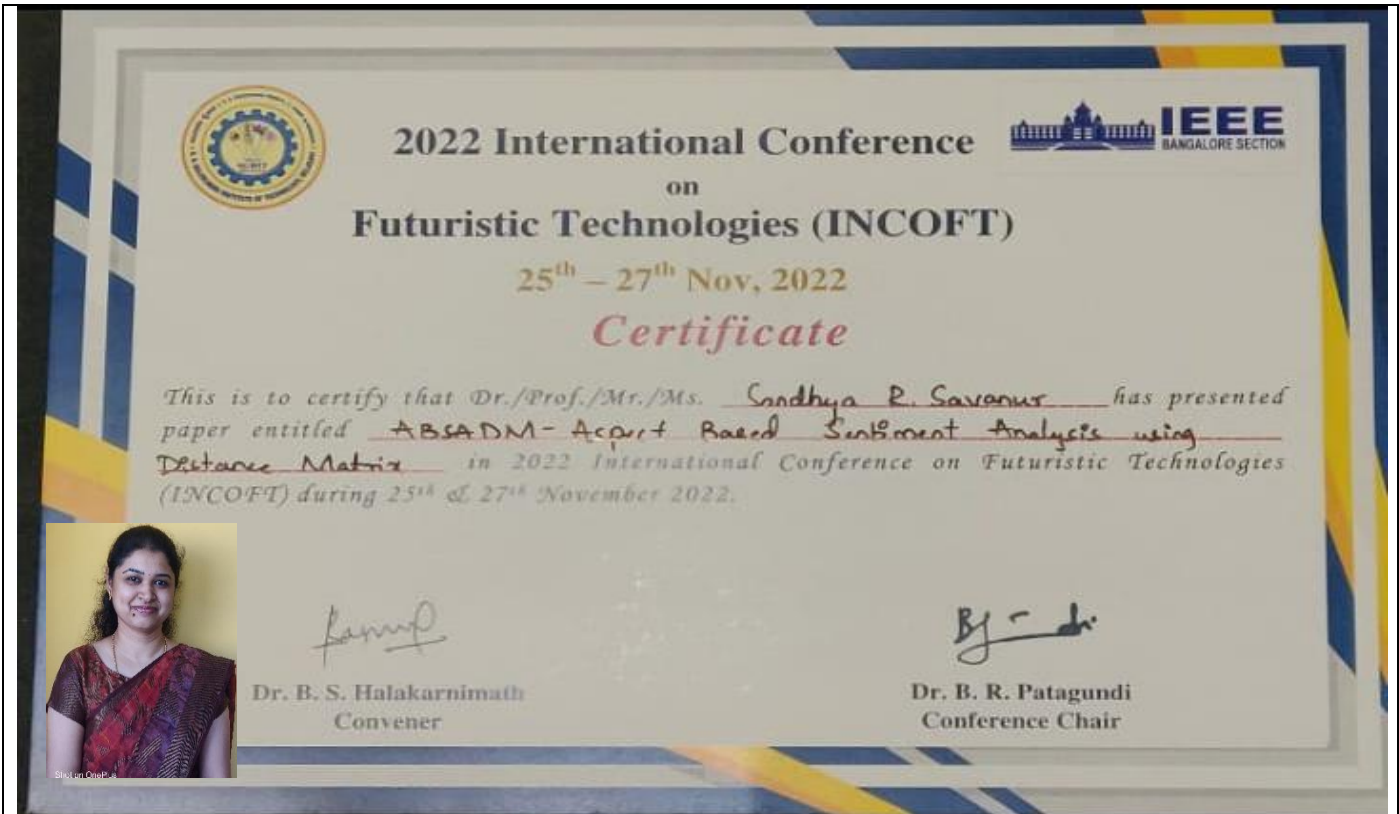 2022 International Conference
on
Futuristic Technologies (INCOFT)
25th – 27th Nov, 2022
Certificate
IEEE
BANGALORE SECTION
This is to certify that Dr./Prof./Mr./Ms. Sandhya R. Savanur has presented
paper entitled ABSADM- Aspect Based Sentiment Analysis using
Distance Matrix in 2022 International Conference on Futuristic Technologies
(INCOFT) during 25th & 27th November 2022.
Dr. B. S. Halakarnimath
Convener
Dr. B. R. Patagundi
Conference Chair
Shot on OnePlus